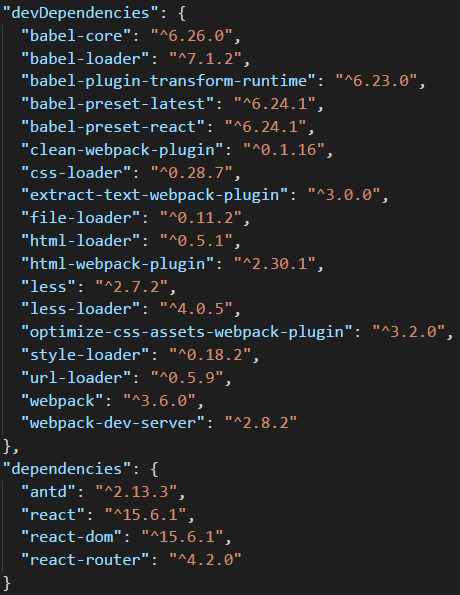 "devDependencies": {
"babel-core": "^6.26.0",
"babel-loader": "^7.1.2",
"babel-plugin-transform-runtime": "^6.23.0",
"babel-preset-latest": "^6.24.1",
"babel-preset-react": "^6.24.1",
"clean-webpack-plugin": "^0.1.16",
"css-loader": "^0.28.7",
"extract-text-webpack-plugin": "^3.0.0",
"file-loader": "^0.11.2",
"html-loader": "^0.5.1",
"html-webpack-plugin": "^2.30.1",
"less": "^2.7.2",
"less-loader": "^4.0.5",
"optimize-css-assets-webpack-plugin": "^3.2.0",
"style-loader": "^0.18.2",
"url-loader": "^0.5.9",
"webpack": "^3.6.0",
"webpack-dev-server": "^2.8.2"
},
"dependencies": {
"antd": "^2.13.3",
"react": "^15.6.1",
"react-dom": "^15.6.1",
"react-router": "^4.2.0"
}